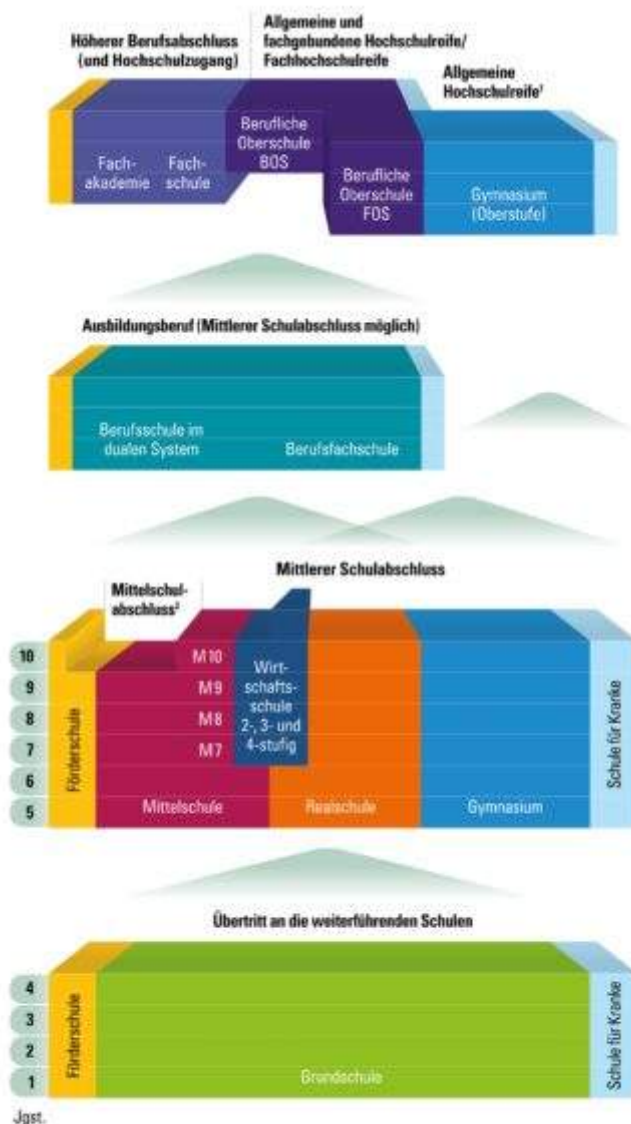 Höherer Berufsabschluss
(und Hochschulzugang)
Allgemeine und
fachgebundene Hochschulreife/
Fachhochschulreife
Allgemeine
Hochschulreife¹
Fach-
akademie
Fach-
schule
Berufliche
Oberschule
BOS
Berufliche
Oberschule
FOS
Gymnasium
(Oberstufe)
Ausbildungsberuf (Mittlerer Schulabschluss möglich)
Berufsschule im
dualen System
Berufsfachschule
Mittlerer Schulabschluss
Mittelschul-
abschluss²
10
9
8
7
6
5
Förderschule
M10
M9
M8
M7
Mittelschule
Wirt-
schafts-
schule
2-, 3- und
4-stufig
Realschule
Gymnasium
Schule für Kranke
Übertritt an die weiterführenden Schulen
4
3
2
1
Förderschule
Grundschule
Schule für Kranke
Jgst.